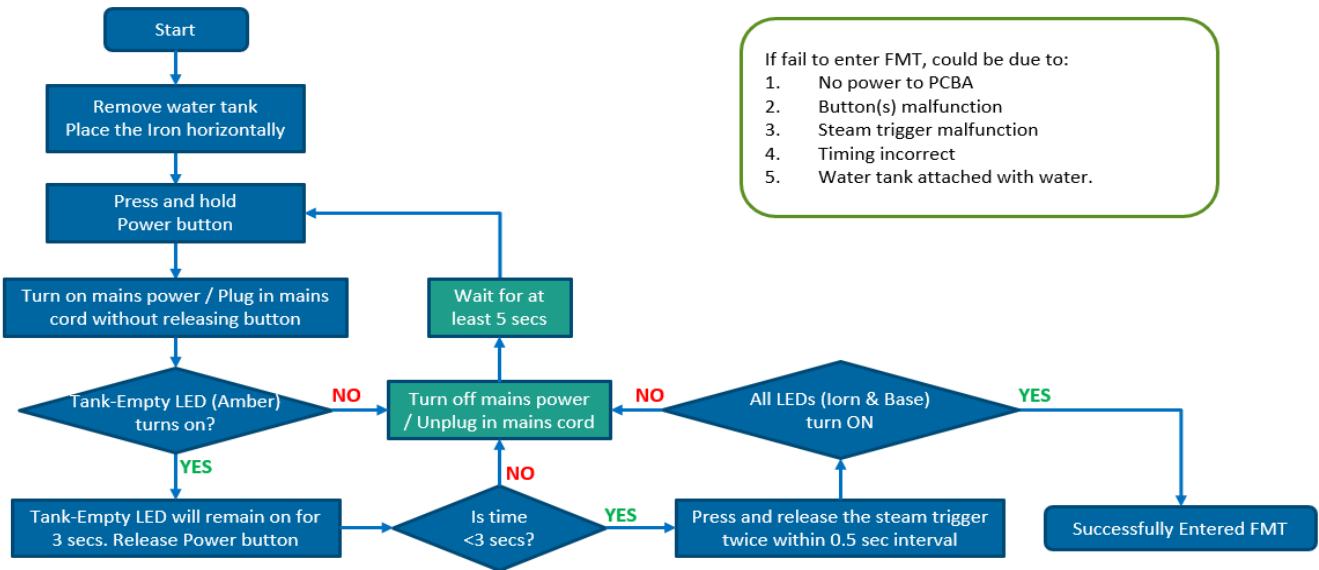 Start
Remove water tank
Place the Iron horizontally
Press and hold
Power button
Turn on mains power / Plug in mains
cord without releasing button
Tank-Empty LED (Amber)
turns on?
NO
YES
Tank-Empty LED will remain on for
3 secs. Release Power button
Is time
<3 secs?
NO
YES
Turn off mains power
/ Unplug in mains cord
Wait for at
least 5 secs
Press and release the steam trigger
twice within 0.5 sec interval
All LEDs (Iorn & Base)
turn ON
NO
YES
Successfully Entered FMT
If fail to enter FMT, could be due to:
1. No power to PCBA
2. Button(s) malfunction
3. Steam trigger malfunction
4. Timing incorrect
5. Water tank attached with water.